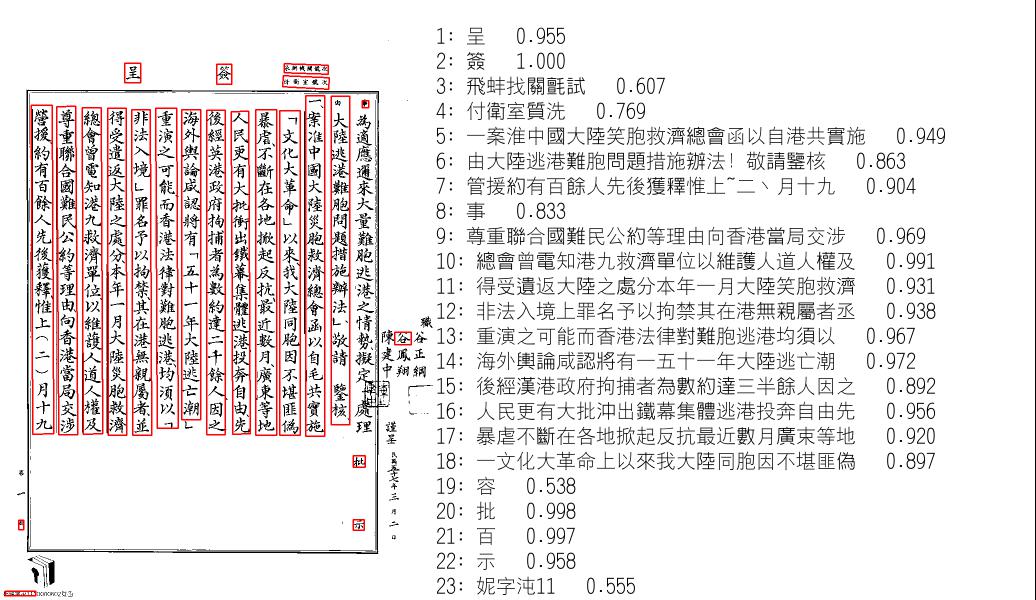 簽呈
職
谷正綱
谷鳳翔
陳建中
謹呈
三月二日
為適應邇來大量難胞逃港之情勢擬定處理
大陸逃港難胞問題措施辦法」敬請 鑒核
一案准中國大陸災胞救濟總會函以自毛共實施
「文化大革命」以來我大陸同胞因不堪匪偽
暴虐不斷在各地掀起反抗最近數月廣東等地
人民更有大批衝出鐵幕集體逃港投奔自由先
後經英港政府拘捕者為數約達二千餘人因之
海外輿論咸認將有「五十一年大陸逃亡潮」
重演之可能而香港法律對難胞逃港均須以「
非法入境」罪名予以拘禁其在港無親屬者並
得受遣返大陸之處分本年一月大陸災胞救濟
總會曾電知港九救濟單位以維護人道人權及
尊重聯合國難民公約等理由向香港當局交涉
營援約有百餘人先後獲釋惟上(二)月十九
批
示
1: 呈 0.955
2: 簽 1.000
3: 飛蚌找關氈試 0.607
4: 付衛室質洗 0.769
5: 一案淮中國大陸笑胞救濟總會函以自港共實施 0.949
6: 由大陸逃港難胞問題措施辦法! 敬請鑒核 0.863
7: 管援約有百餘人先後獲釋惟上~二丶月十九 0.904
8: 事 0.833
9: 尊重聯合國難民公約等理由向香港當局交涉 0.969
10: 總會曾電知港九救濟單位以維護人道人權及 0.991
11: 得受遺返大陸之處分本年一月大陸笑胞救濟 0.931
12: 非法入境上罪名予以拘禁其在港無親屬者丞 0.938
13: 重演之可能而香港法律對難胞逃港均須以 0.967
14: 海外輿論咸認將有一五十一年大陸逃亡潮 0.972
15: 後經漢港政府拘捕者為數約達三半餘人因之 0.892
16: 人民更有大批沖出鐵幕集體逃港投奔自由先 0.956
17: 暴虐不斷在各地掀起反抗最近數月廣束等地 0.920
18: 一文化大革命上以來我大陸同胞因不堪匪偽 0.897
19: 容 0.538
20: 批 0.998
21: 百 0.997
22: 示 0.958
23: 妮字沌11 0.555